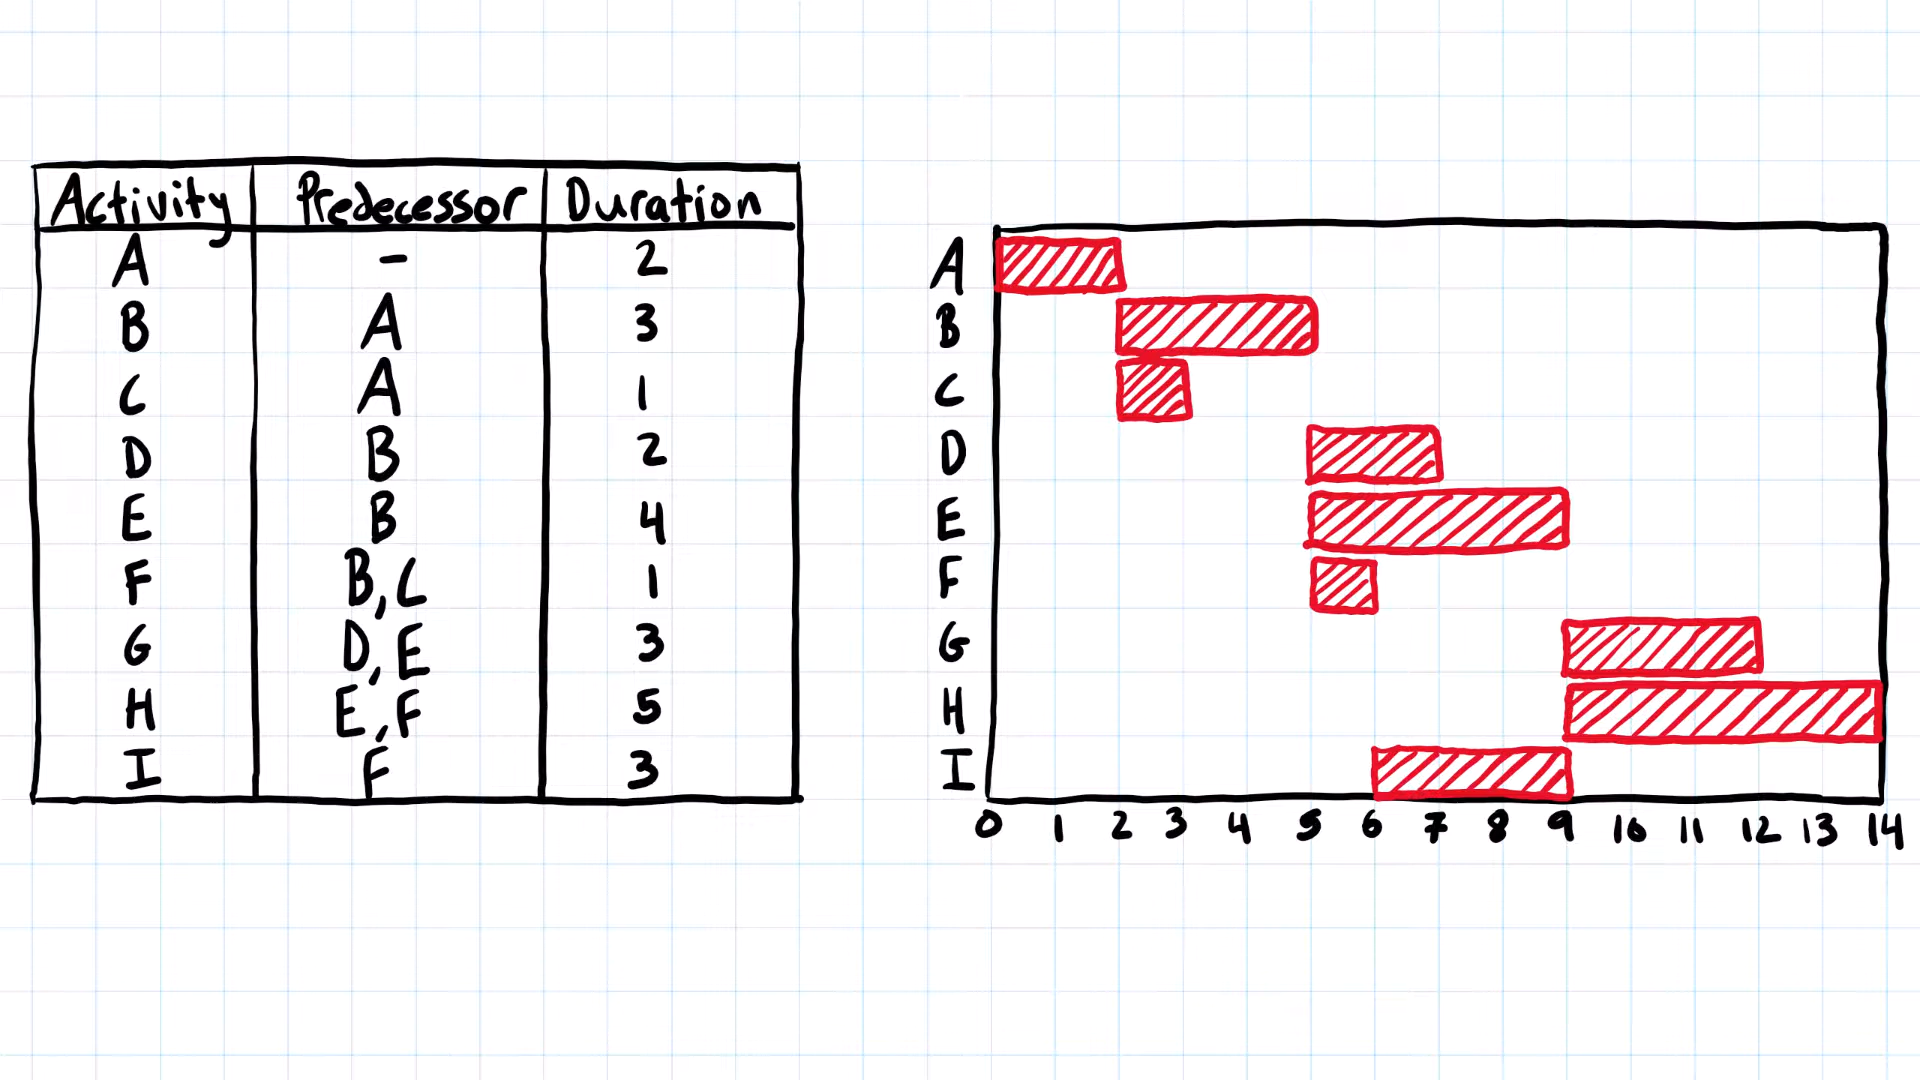 Activity Predecessor Duration
A - 2
B A 3
C A 1
D B 2
E B 4
F B,C 1
G D,E 3
H E,F 5
I F 3
A
B
C
D
E
F
G
H
I
0 1 2 3 4 5 6 7 8 9 10 11 12 13 14